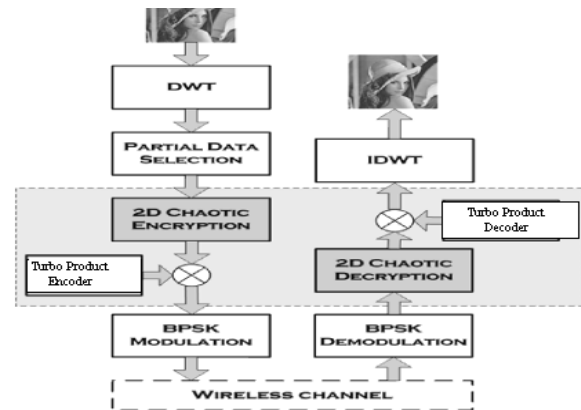 DWT
PARTIAL DATA
SELECTION
2D CHAOTIC
ENCRYPTION
Turbo Product
Encoder
BPSK
MODULATION
WIRELESS CHANNEL
BPSK
DEMODULATION
2D CHAOTIC
DECRYPTION
Turbo Product
Decoder
IDWT